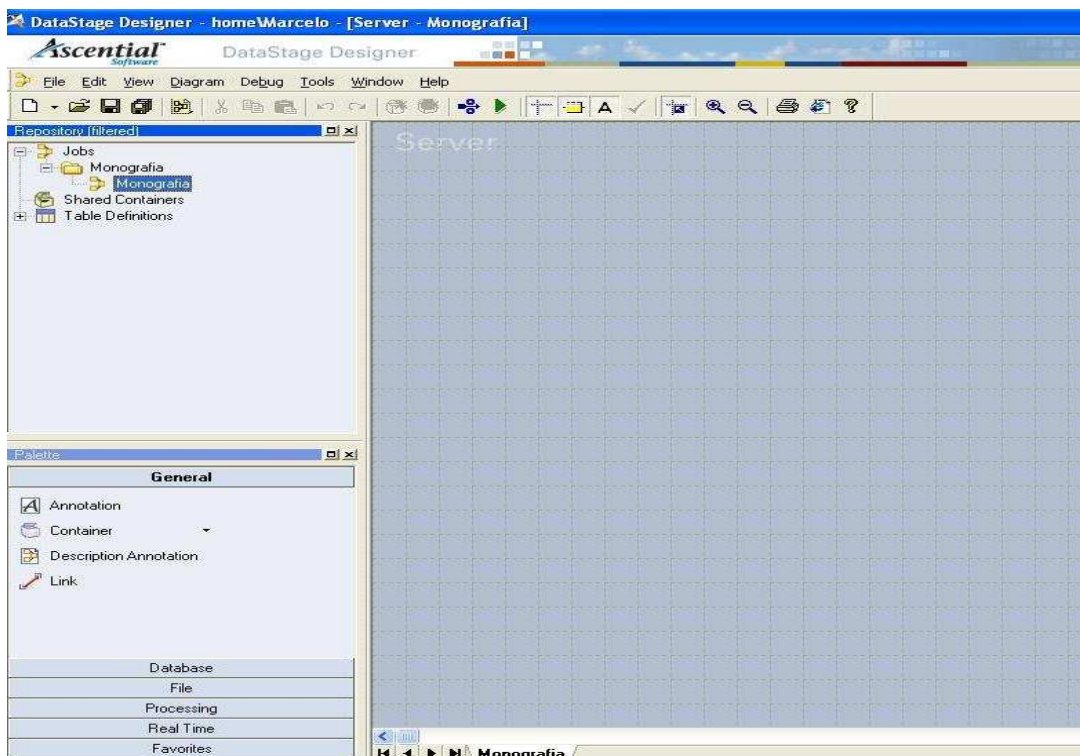 DataStage Designer - home\Marcelo - [Server - Monografia]
Ascential Software
DataStage Designer
File Edit View Diagram Debug Tools Window Help
Repository (filtered)
Jobs
Monografia
Monografia
Shared Containers
Table Definitions
Server
Palette
General
Annotation
Container
Description Annotation
Link
Database
File
Processing
Real Time
Favorites
Monografia